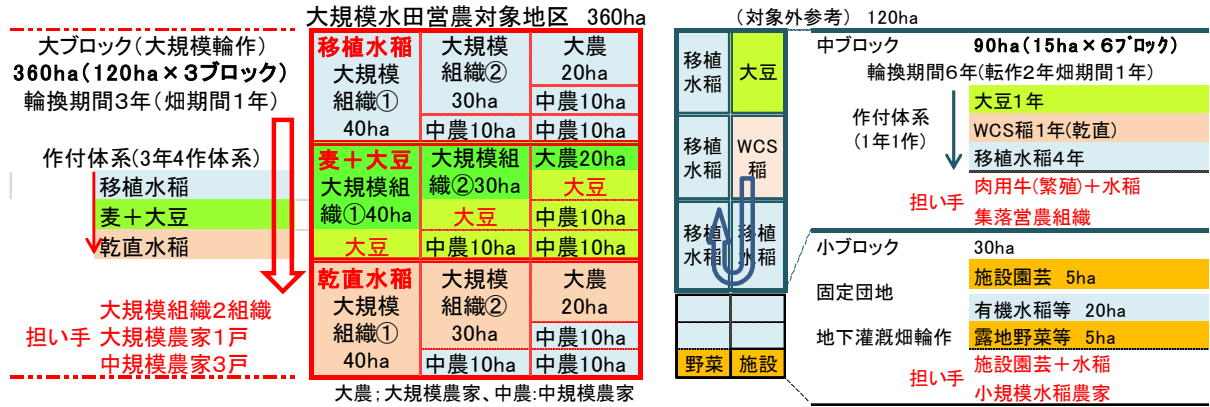 大規模水田営農対象地区 360ha
大ブロック(大規模輪作)
360ha(120ha×3ブロック)
輪換期間3年(畑期間1年)
作付体系(3年4作体系)
移植水稲
麦+大豆
乾直水稲
担い手
大規模組織2組織
大規模農家1戸
中規模農家3戸
移植水稲
大規模
組織①
40ha
大規模
組織②
30ha
中農10ha
大農
20ha
中農10ha
中農10ha
麦+大豆
大規模組
織①40ha
大豆
大規模組
織②30ha
大豆
中農10ha
大農20ha
大豆
中農10ha
中農10ha
乾直水稲
大規模
組織①
40ha
大規模
組織②
30ha
中農10ha
大農
20ha
中農10ha
中農10ha
大農;大規模農家、中農:中規模農家
(対象外参考) 120ha
移植
水稲
大豆
移植
水稲
WCS
稲
移植
水稲
移植
水稲
野菜
施設
中ブロック 90ha(15ha×6ブロック)
輪換期間6年(転作2年畑期間1年)
作付体系
(1年1作)
大豆1年
WCS稲1年(乾直)
移植水稲4年
担い手
肉用牛(繁殖)+水稲
集落営農組織
小ブロック 30ha
固定団地
地下灌漑畑輪作
施設園芸 5ha
有機水稲等 20ha
露地野菜等 5ha
担い手
施設園芸+水稲
小規模水稲農家